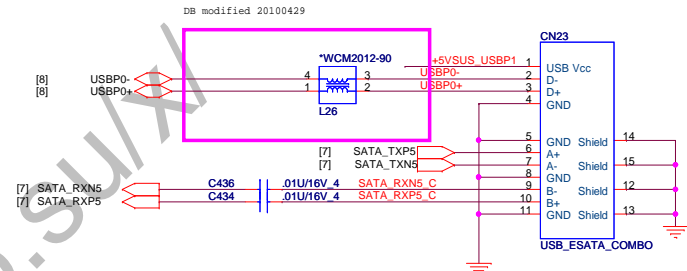 DB modified 20100429
CN23
*WCM2012-90
+5VSUS_USBP1
1
USB Vcc
[8] USBP0-
4
3
USBP0-
2
D-
[8] USBP0+
1
2
USBP0+
3
D+
4
GND
L26
5
GND
Shield
14
[7] SATA_TXP5
6
A+
[7] SATA_TXN5
7
A-
Shield
15
8
GND
[7] SATA_RXN5
C436
.01U/16V_4
SATA_RXN5_C
9
B-
Shield
12
[7] SATA_RXP5
C434
.01U/16V_4
SATA_RXP5_C
10
B+
11
GND
Shield
13
USB_ESATA_COMBO
.su/x/